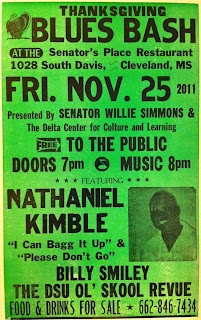 THANKSGIVING
BLUES BASH
AT THE Senator's Place Restaurant
1028 South Davis, Cleveland, MS
FRI. NOV. 25 2011
Presented By SENATOR WILLIE SIMMONS &
The Delta Center for Culture and Learning
FREE TO THE PUBLIC
DOORS 7pm MUSIC 8pm
FEATURING
NATHANIEL
KIMBLE
"I Can Bagg It Up" &
"Please Don't Go"
BILLY SMILEY
THE DSU OL' SKOOL REVUE
FOOD & DRINKS FOR SALE ★ 662-846-7434